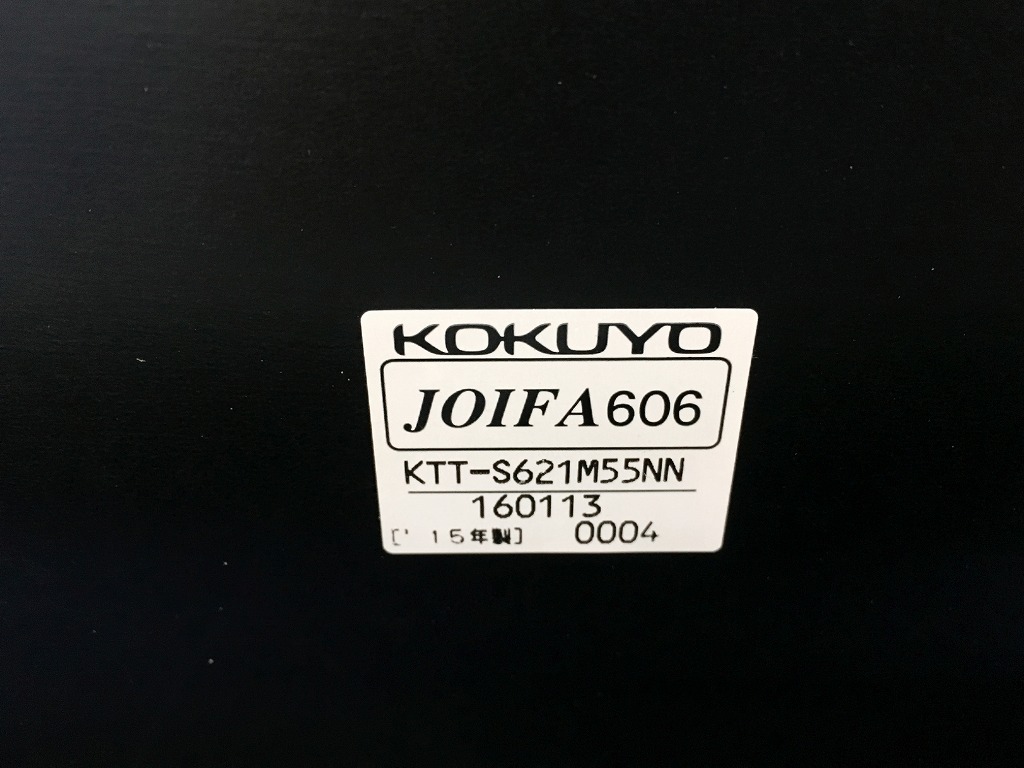 KOKUYO
JOIFA606
KTT-S621M55NN
160113
['15年製] 0004